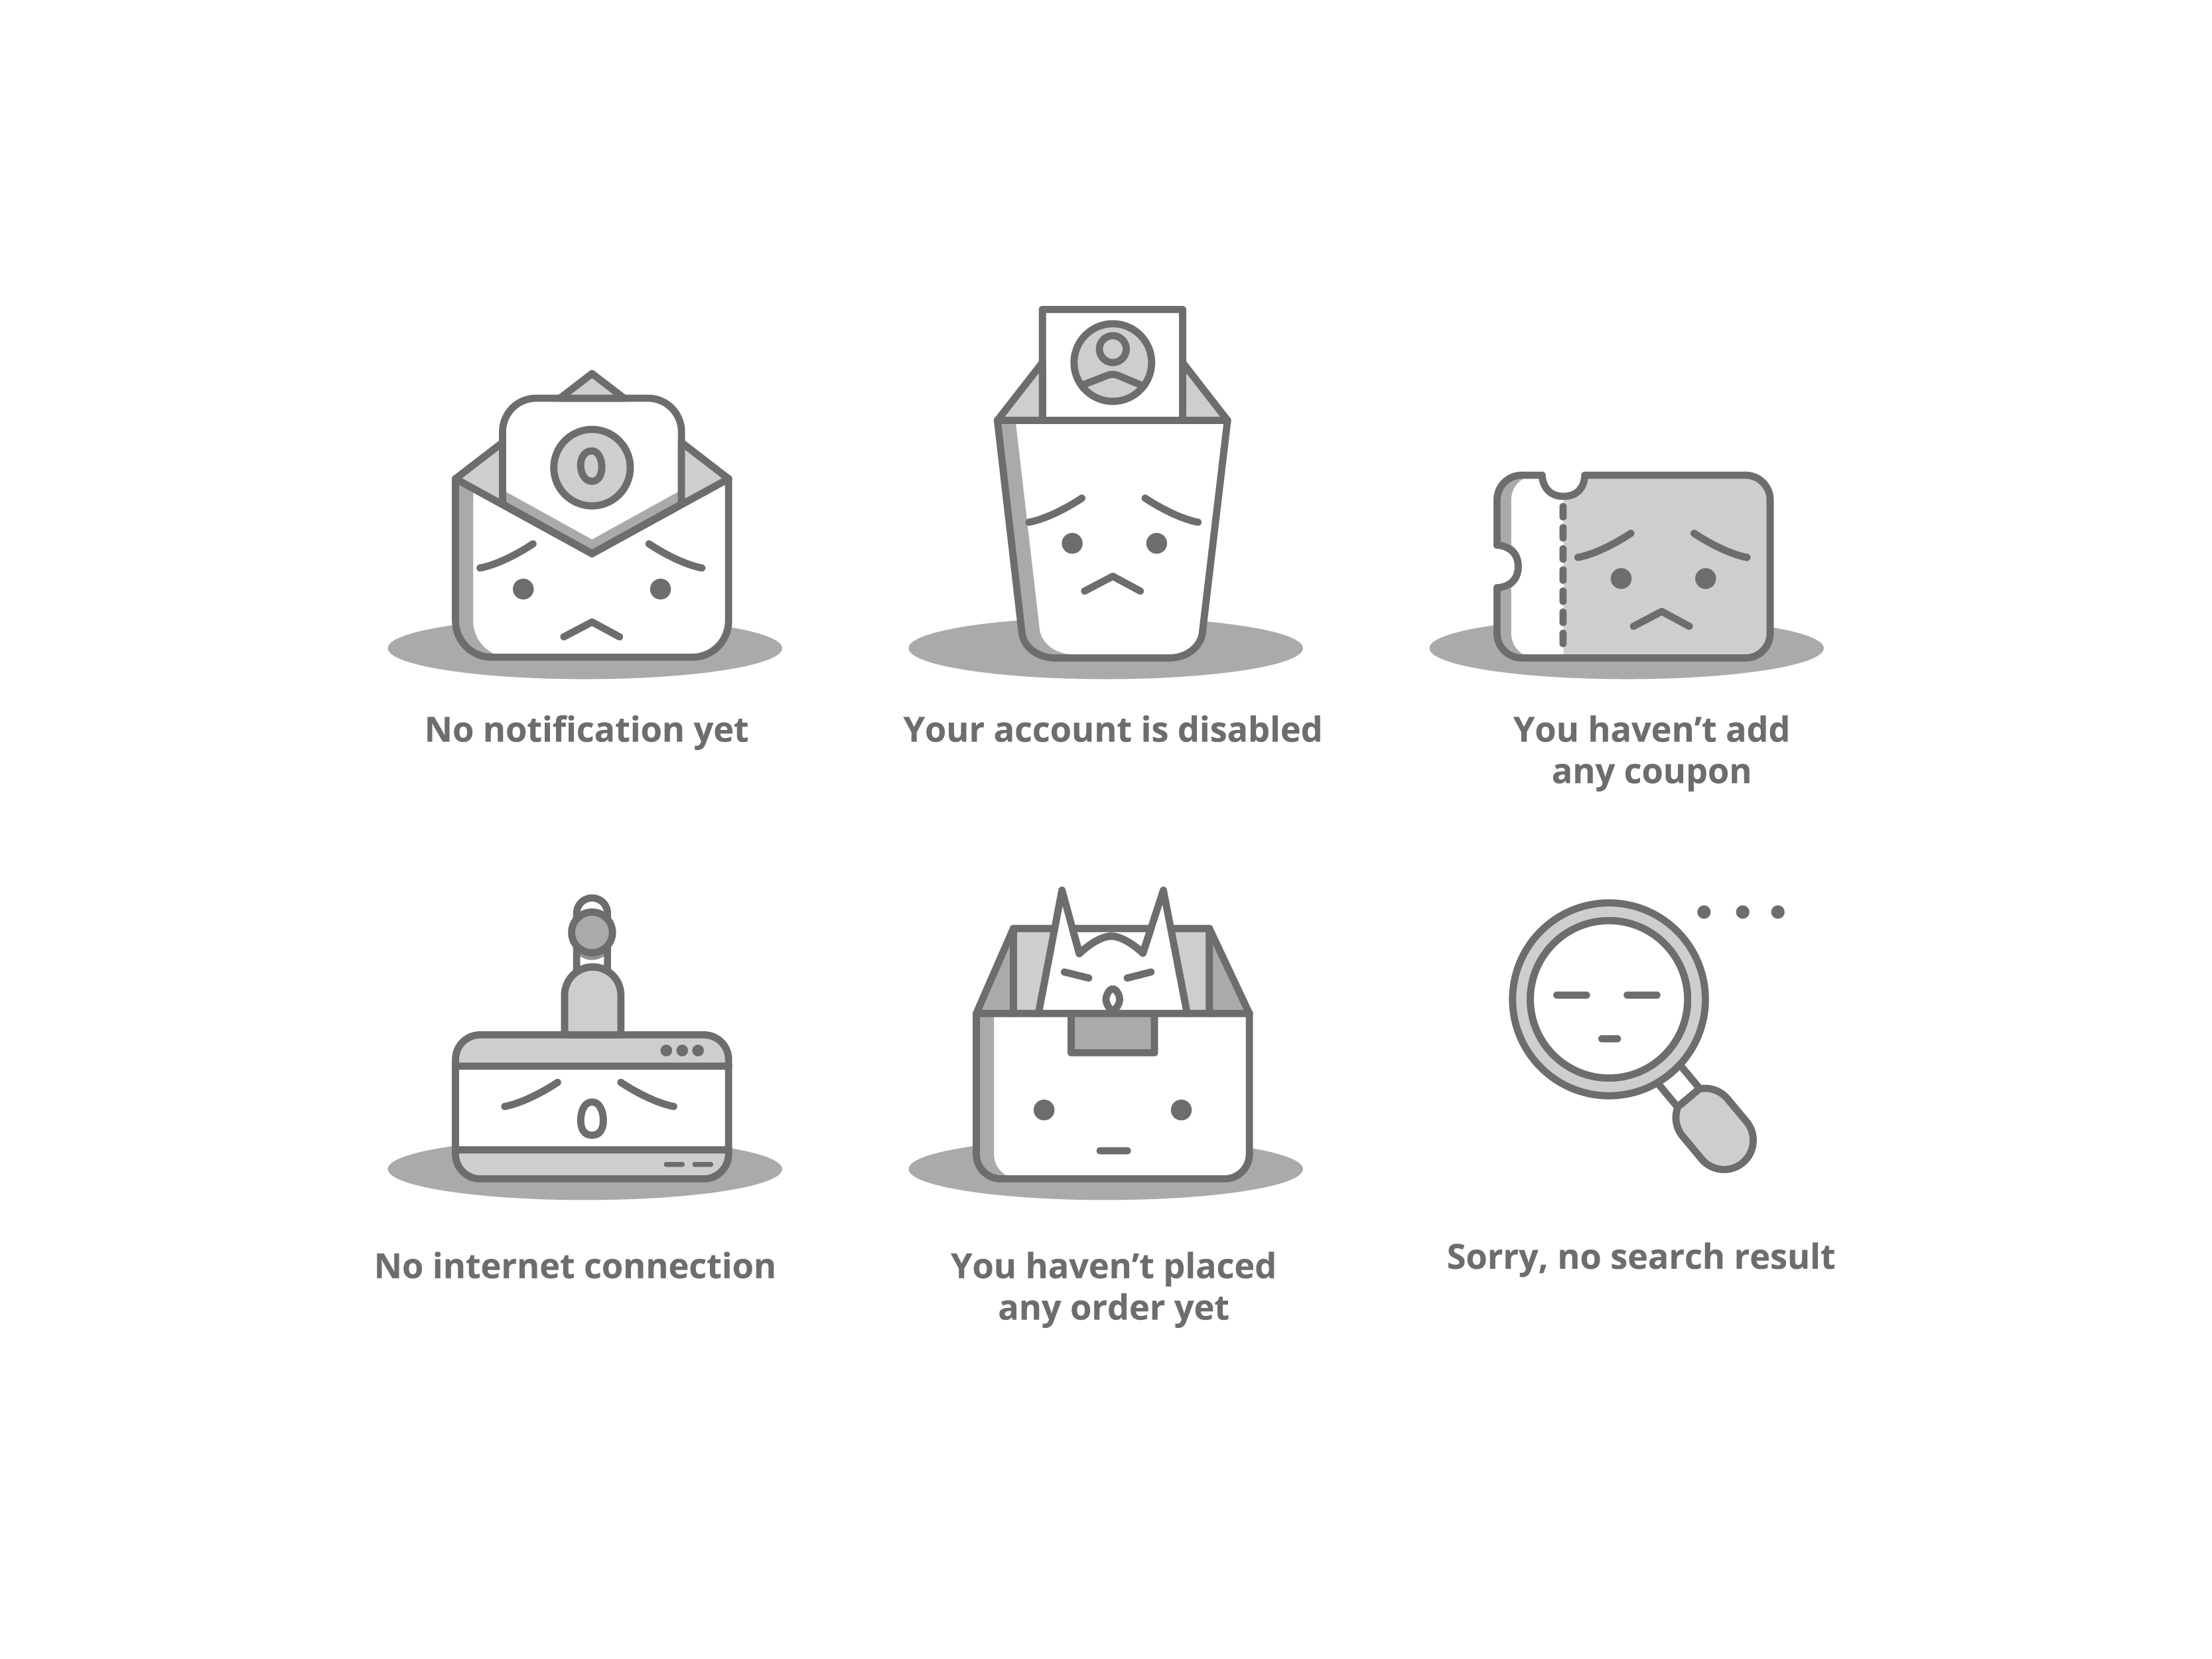 0
No notification yet
Your account is disabled
You haven’t add
any coupon
No internet connection
You haven’t placed
any order yet
Sorry, no search result